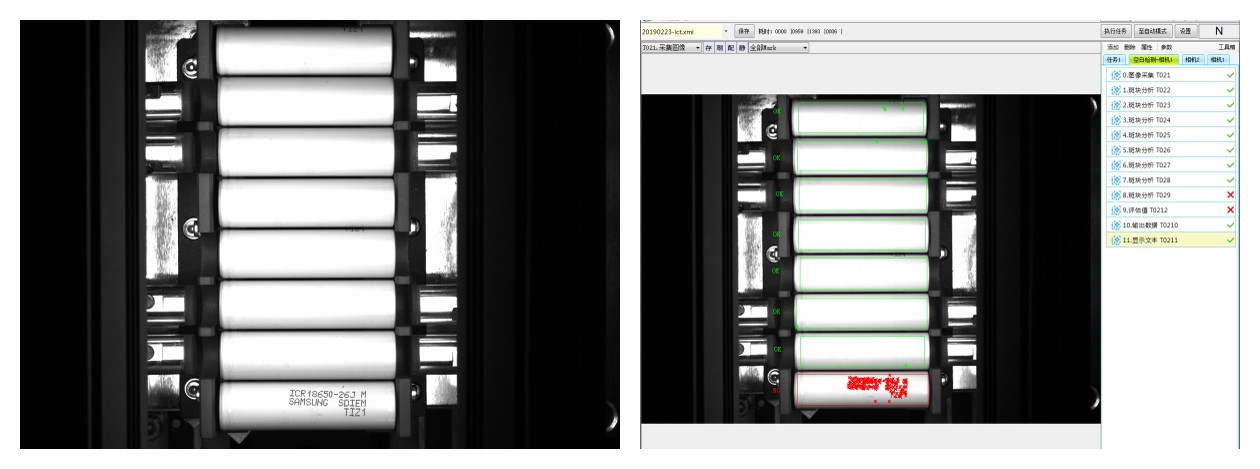 TIZ1
ICR18650-26J M
SAMSUNG SDIEM
TIZ1
20190223-lct.xml
保存
耗时: 0000 |0959 |1393 |0006 |
执行任务
至自动模式
设置
N
T021.采集图像
存
刷
配
静
全部Mark
添加 删除 属性 | 参数
工具箱
任务1
空白检测-相机1
相机2
相机1
0.图像采集 T021
1.斑块分析 T022
2.斑块分析 T023
3.斑块分析 T024
4.斑块分析 T025
5.斑块分析 T026
6.斑块分析 T027
7.斑块分析 T028
8.斑块分析 T029
9.评估值 T0212
10.输出数据 T0210
11.显示文本 T0211
OK
OK
OK
OK
OK
OK
OK
NG